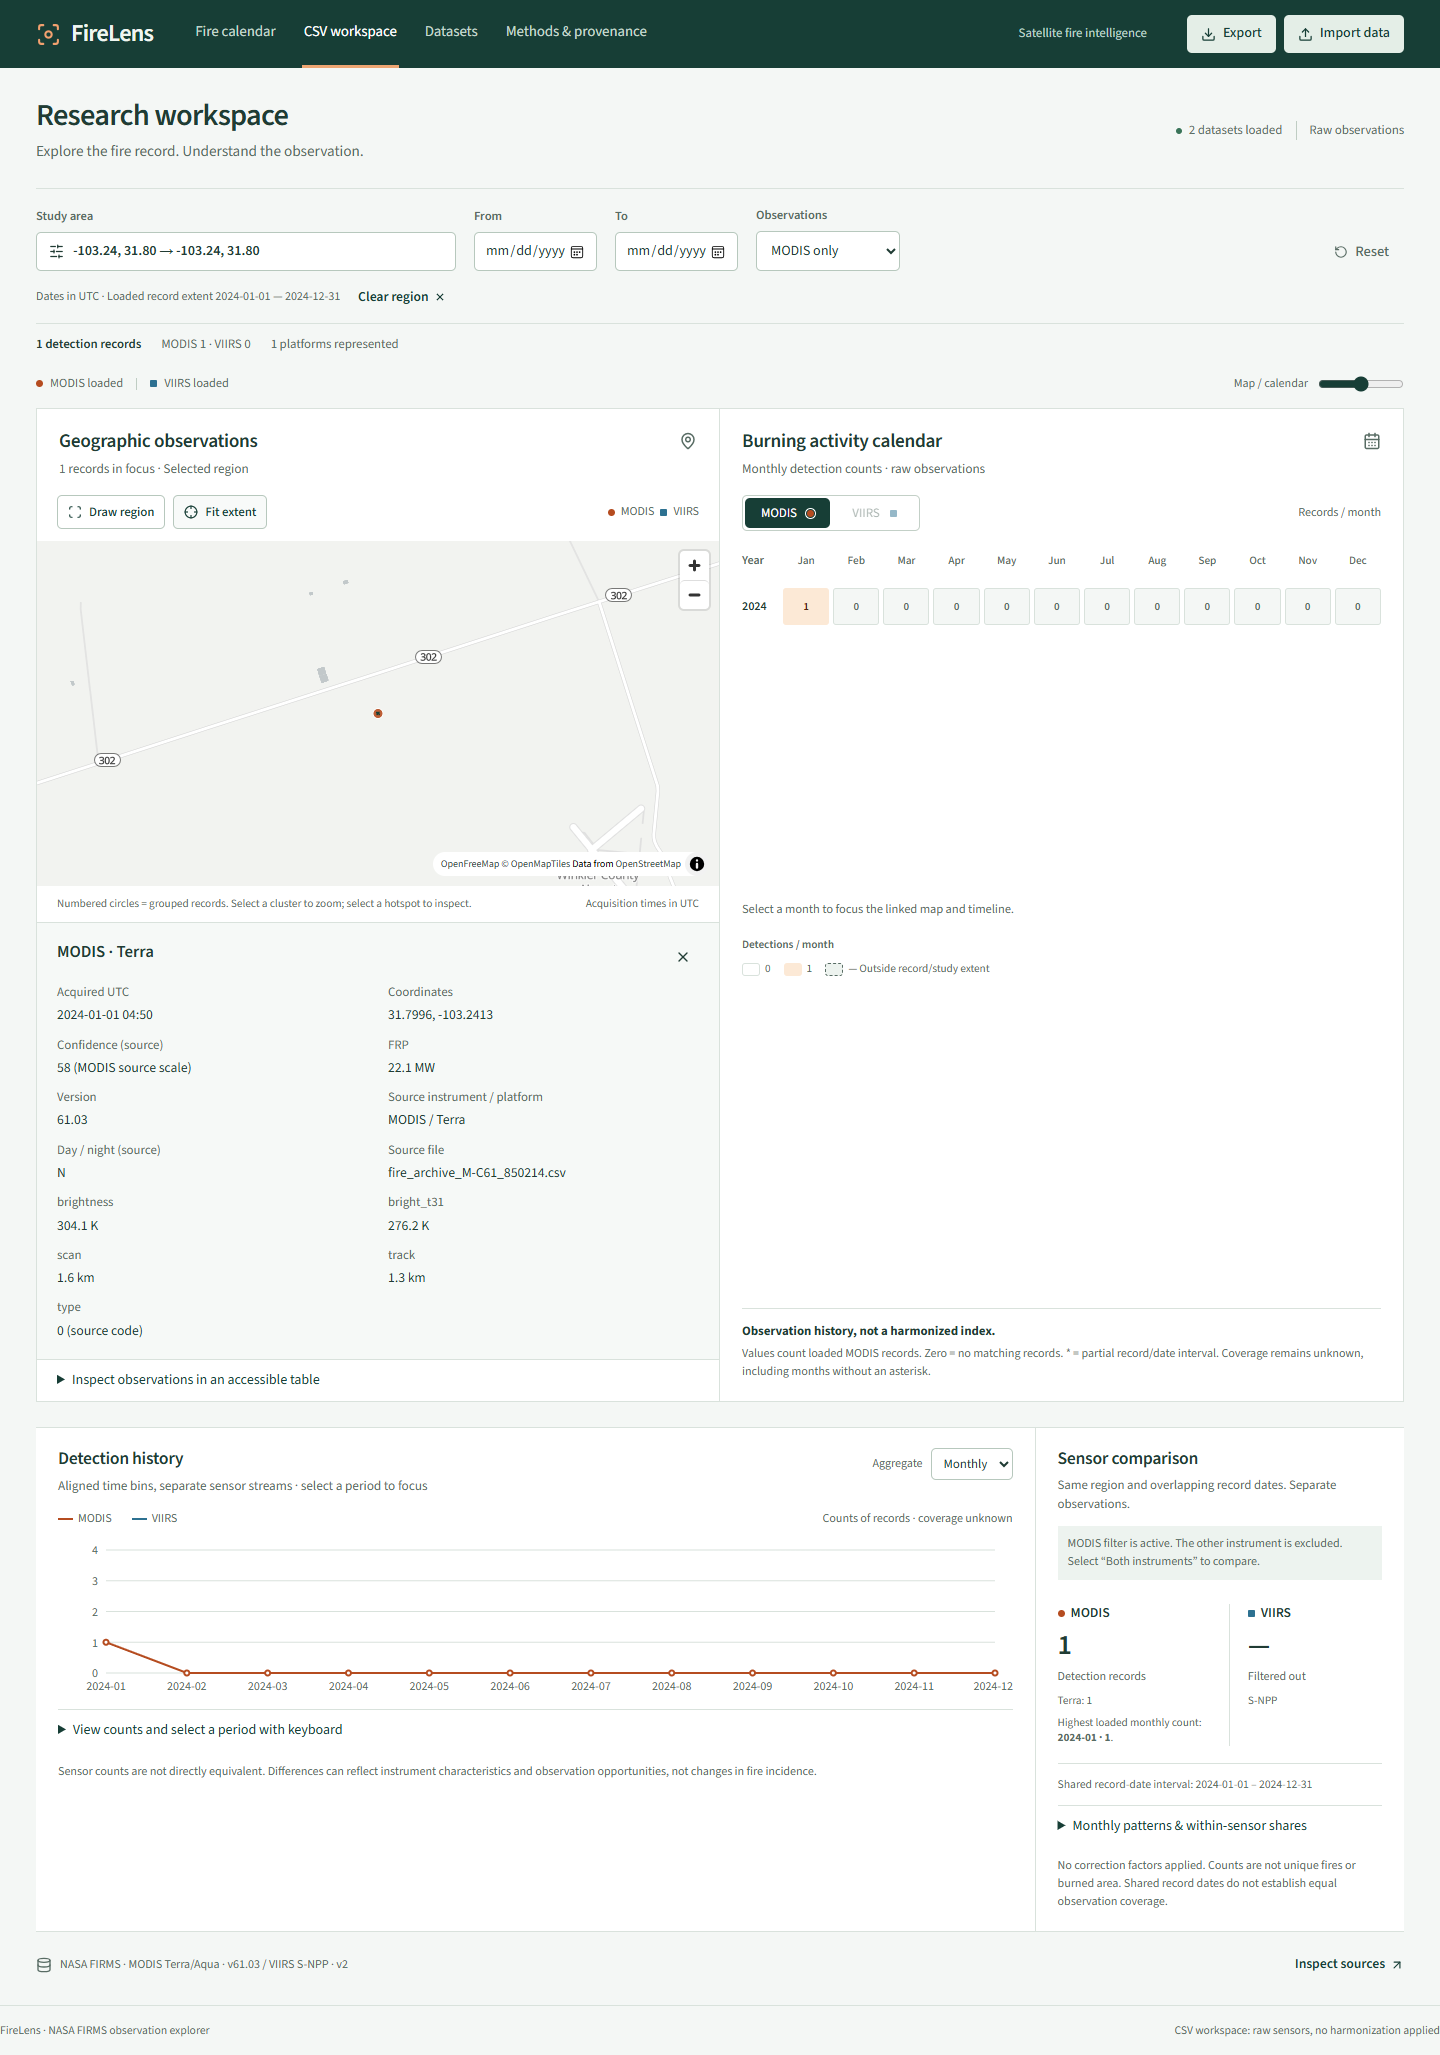 FireLens
Fire calendar
CSV workspace
Datasets
Methods & provenance
Satellite fire intelligence
Export
Import data
Research workspace
Explore the fire record. Understand the observation.
2 datasets loaded
Raw observations
Study area
From
To
Observations
-103.24, 31.80 → -103.24, 31.80
mm/dd/yyyy
mm/dd/yyyy
MODIS only
Reset
Dates in UTC · Loaded record extent 2024-01-01 — 2024-12-31
Clear region ×
1 detection records
MODIS 1 · VIIRS 0
1 platforms represented
MODIS loaded
VIIRS loaded
Map / calendar
Geographic observations
1 records in focus · Selected region
Draw region
Fit extent
MODIS
VIIRS
302
302
302
OpenFreeMap © OpenMapTiles Data from OpenStreetMap
Winkler County
Numbered circles = grouped records. Select a cluster to zoom; select a hotspot to inspect.
Acquisition times in UTC
MODIS · Terra
Acquired UTC
Coordinates
2024-01-01 04:50
31.7996, -103.2413
Confidence (source)
FRP
58 (MODIS source scale)
22.1 MW
Version
Source instrument / platform
61.03
MODIS / Terra
Day / night (source)
Source file
N
fire_archive_M-C61_850214.csv
brightness
bright_t31
304.1 K
276.2 K
scan
track
1.6 km
1.3 km
type
0 (source code)
Inspect observations in an accessible table
Burning activity calendar
Monthly detection counts · raw observations
MODIS
VIIRS
Records / month
Year Jan Feb Mar Apr May Jun Jul Aug Sep Oct Nov Dec
2024 1 0 0 0 0 0 0 0 0 0 0 0
Select a month to focus the linked map and timeline.
Detections / month
0
1
— Outside record/study extent
Observation history, not a harmonized index.
Values count loaded MODIS records. Zero = no matching records. * = partial record/date interval. Coverage remains unknown,
including months without an asterisk.
Detection history
Aggregate
Monthly
Aligned time bins, separate sensor streams · select a period to focus
MODIS
VIIRS
Counts of records · coverage unknown
4
3
2
1
0
2024-01 2024-02 2024-03 2024-04 2024-05 2024-06 2024-07 2024-08 2024-09 2024-10 2024-11 2024-12
View counts and select a period with keyboard
Sensor counts are not directly equivalent. Differences can reflect instrument characteristics and observation opportunities, not changes in fire incidence.
Sensor comparison
Same region and overlapping record dates. Separate
observations.
MODIS filter is active. The other instrument is excluded.
Select “Both instruments” to compare.
MODIS
VIIRS
1
—
Detection records
Filtered out
Terra: 1
S-NPP
Highest loaded monthly count:
2024-01 · 1.
Shared record-date interval: 2024-01-01 – 2024-12-31
Monthly patterns & within-sensor shares
No correction factors applied. Counts are not unique fires or
burned area. Shared record dates do not establish equal
observation coverage.
NASA FIRMS · MODIS Terra/Aqua · v61.03 / VIIRS S-NPP · v2
Inspect sources
FireLens · NASA FIRMS observation explorer
CSV workspace: raw sensors, no harmonization applied